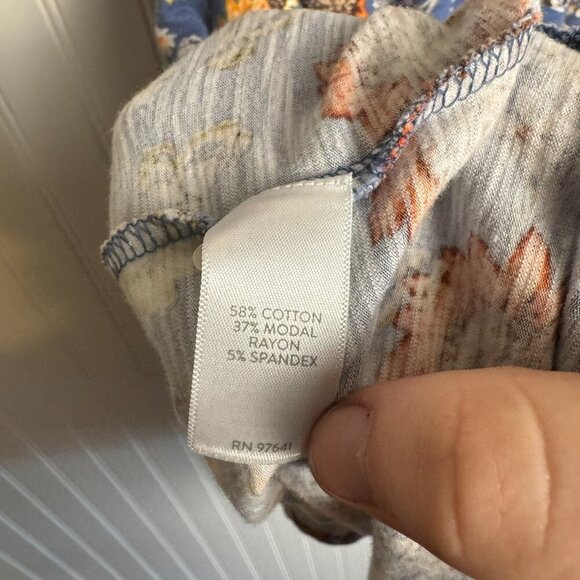 58% COTTON
37% MODAL
RAYON
5% SPANDEX
RN 97641